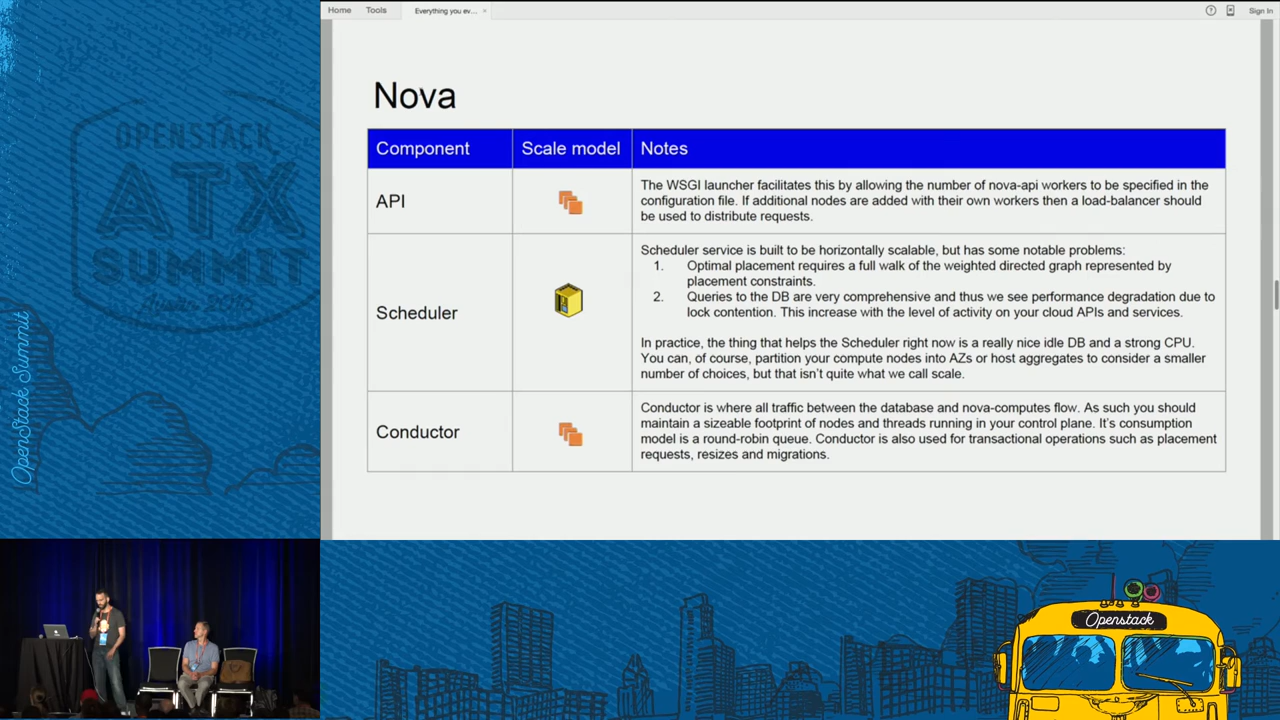 Home Tools Everything you ev... × Sign In
OPENSTACK
ATX
SUMMIT
OpenStack Summit
Nova
Component Scale model Notes
API
The WSGI launcher facilitates this by allowing the number of nova-api workers to be specified in the
configuration file. If additional nodes are added with their own workers then a load-balancer should
be used to distribute requests.
Scheduler
Scheduler service is built to be horizontally scalable, but has some notable problems:
1. Optimal placement requires a full walk of the weighted directed graph represented by
placement constraints.
2. Queries to the DB are very comprehensive and thus we see performance degradation due to
lock contention. This increase with the level of activity on your cloud APIs and services.
In practice, the thing that helps the Scheduler right now is a really nice idle DB and a strong CPU.
You can, of course, partition your compute nodes into AZs or host aggregates to consider a smaller
number of choices, but that isn't quite what we call scale.
Conductor
Conductor is where all traffic between the database and nova-computes flow. As such you should
maintain a sizeable footprint of nodes and threads running in your control plane. It's consumption
model is a round-robin queue. Conductor is also used for transactional operations such as placement
requests, resizes and migrations.
Openstack